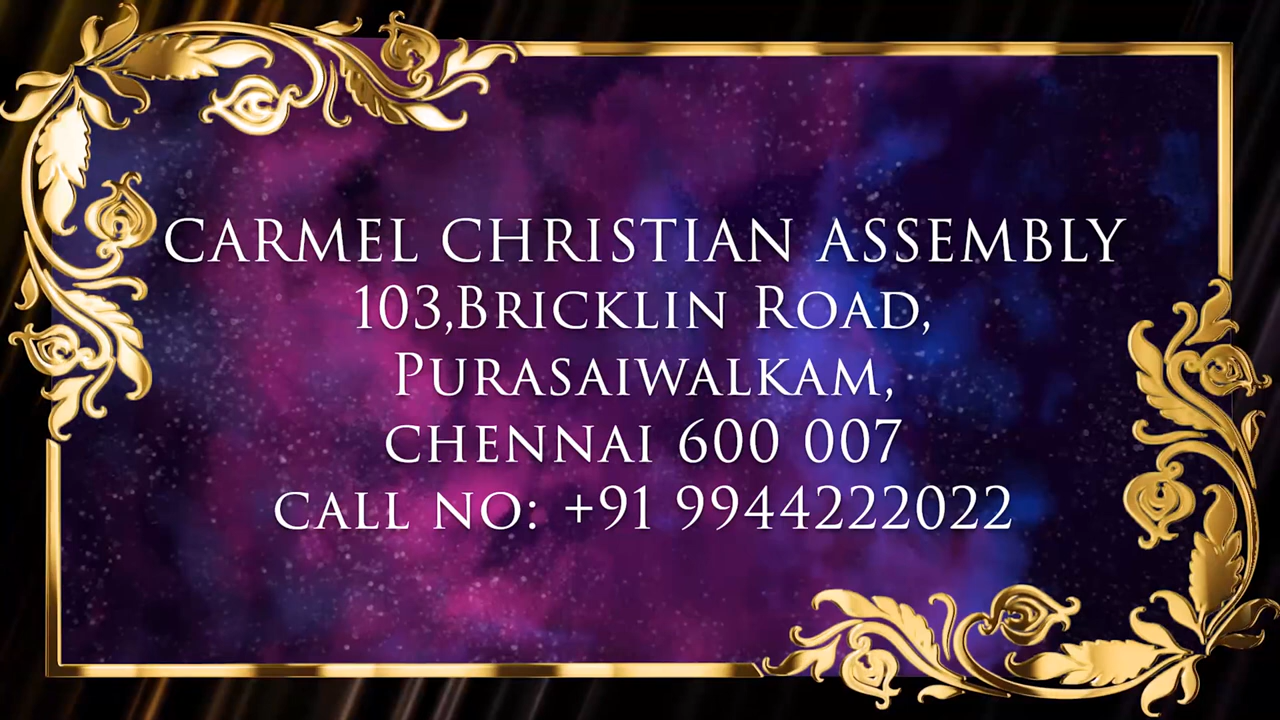 CARMEL CHRISTIAN ASSEMBLY
103,Bricklin Road,
Purasaiwalkam,
chennai 600 007
call no: +91 9944222022